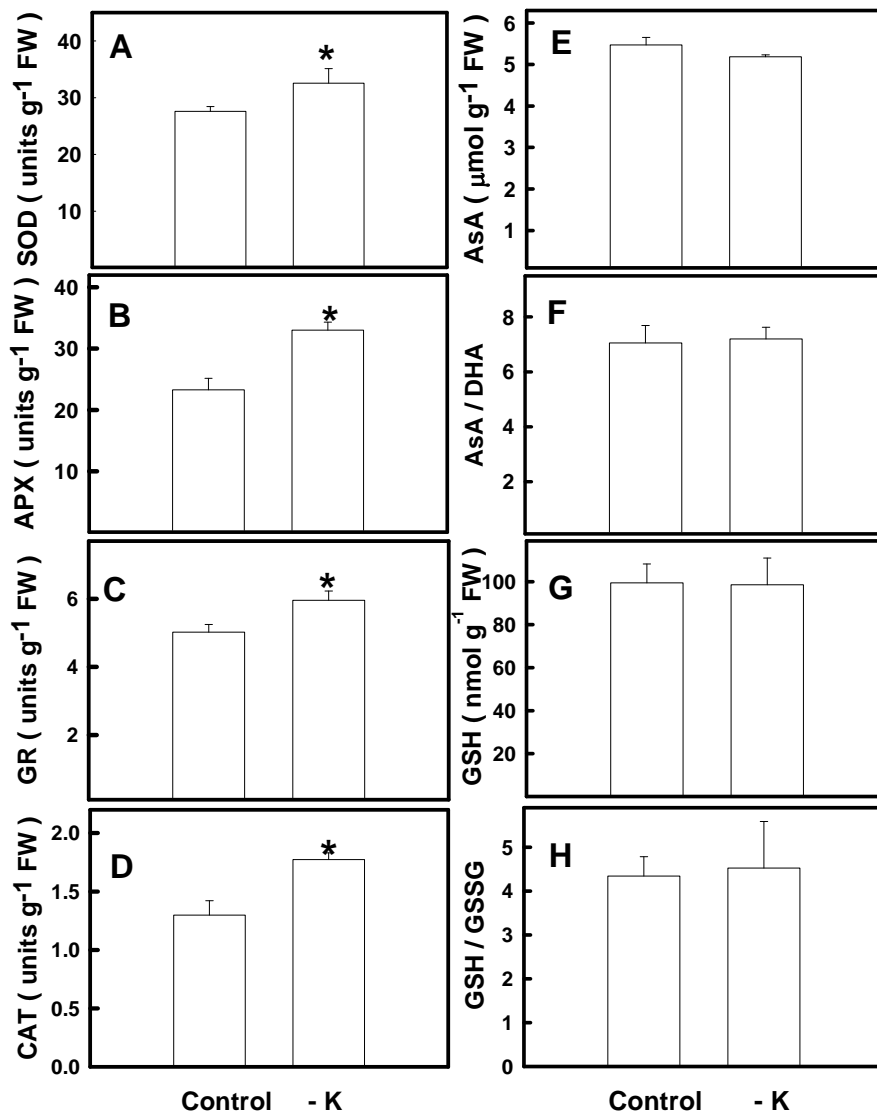 A
*
40
30
20
10
SOD ( units g-1 FW )
B
*
40
30
20
10
APX ( units g-1 FW )
C
*
6
4
2
GR ( units g-1 FW )
D
*
2.0
1.5
1.0
0.5
0.0
CAT ( units g-1 FW )
Control - K
E
6
5
4
3
2
1
AsA ( μmol g-1 FW )
F
8
6
4
2
AsA / DHA
G
100
80
60
40
20
GSH ( nmol g-1 FW )
H
5
4
3
2
1
0
GSH / GSSG
Control - K